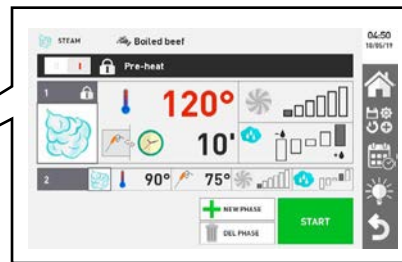 STEAM Boiled beef 04:50
18/05/19
I Pre-heat
1
120°
10'
2 90° 75°
NEW PHASE
DEL PHASE
START